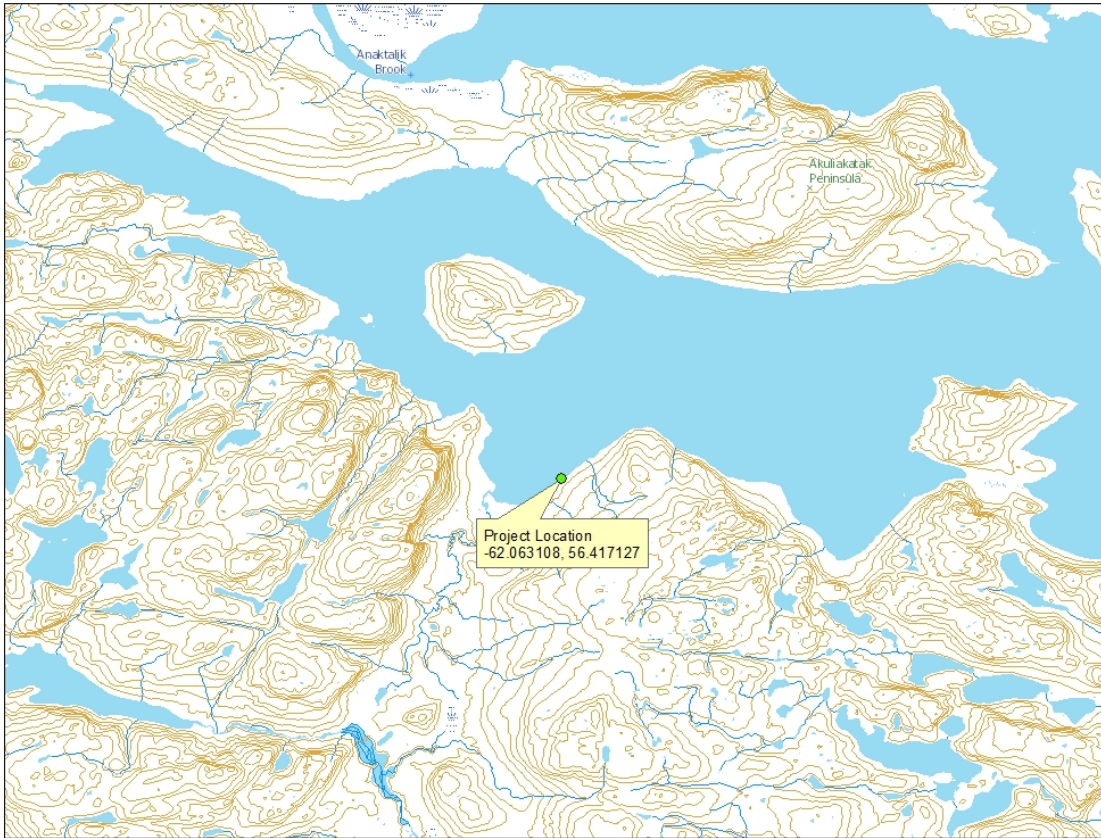 Anaktalik
Brook
Akuliakatak
Peninsula
Project Location
-62.063108, 56.417127